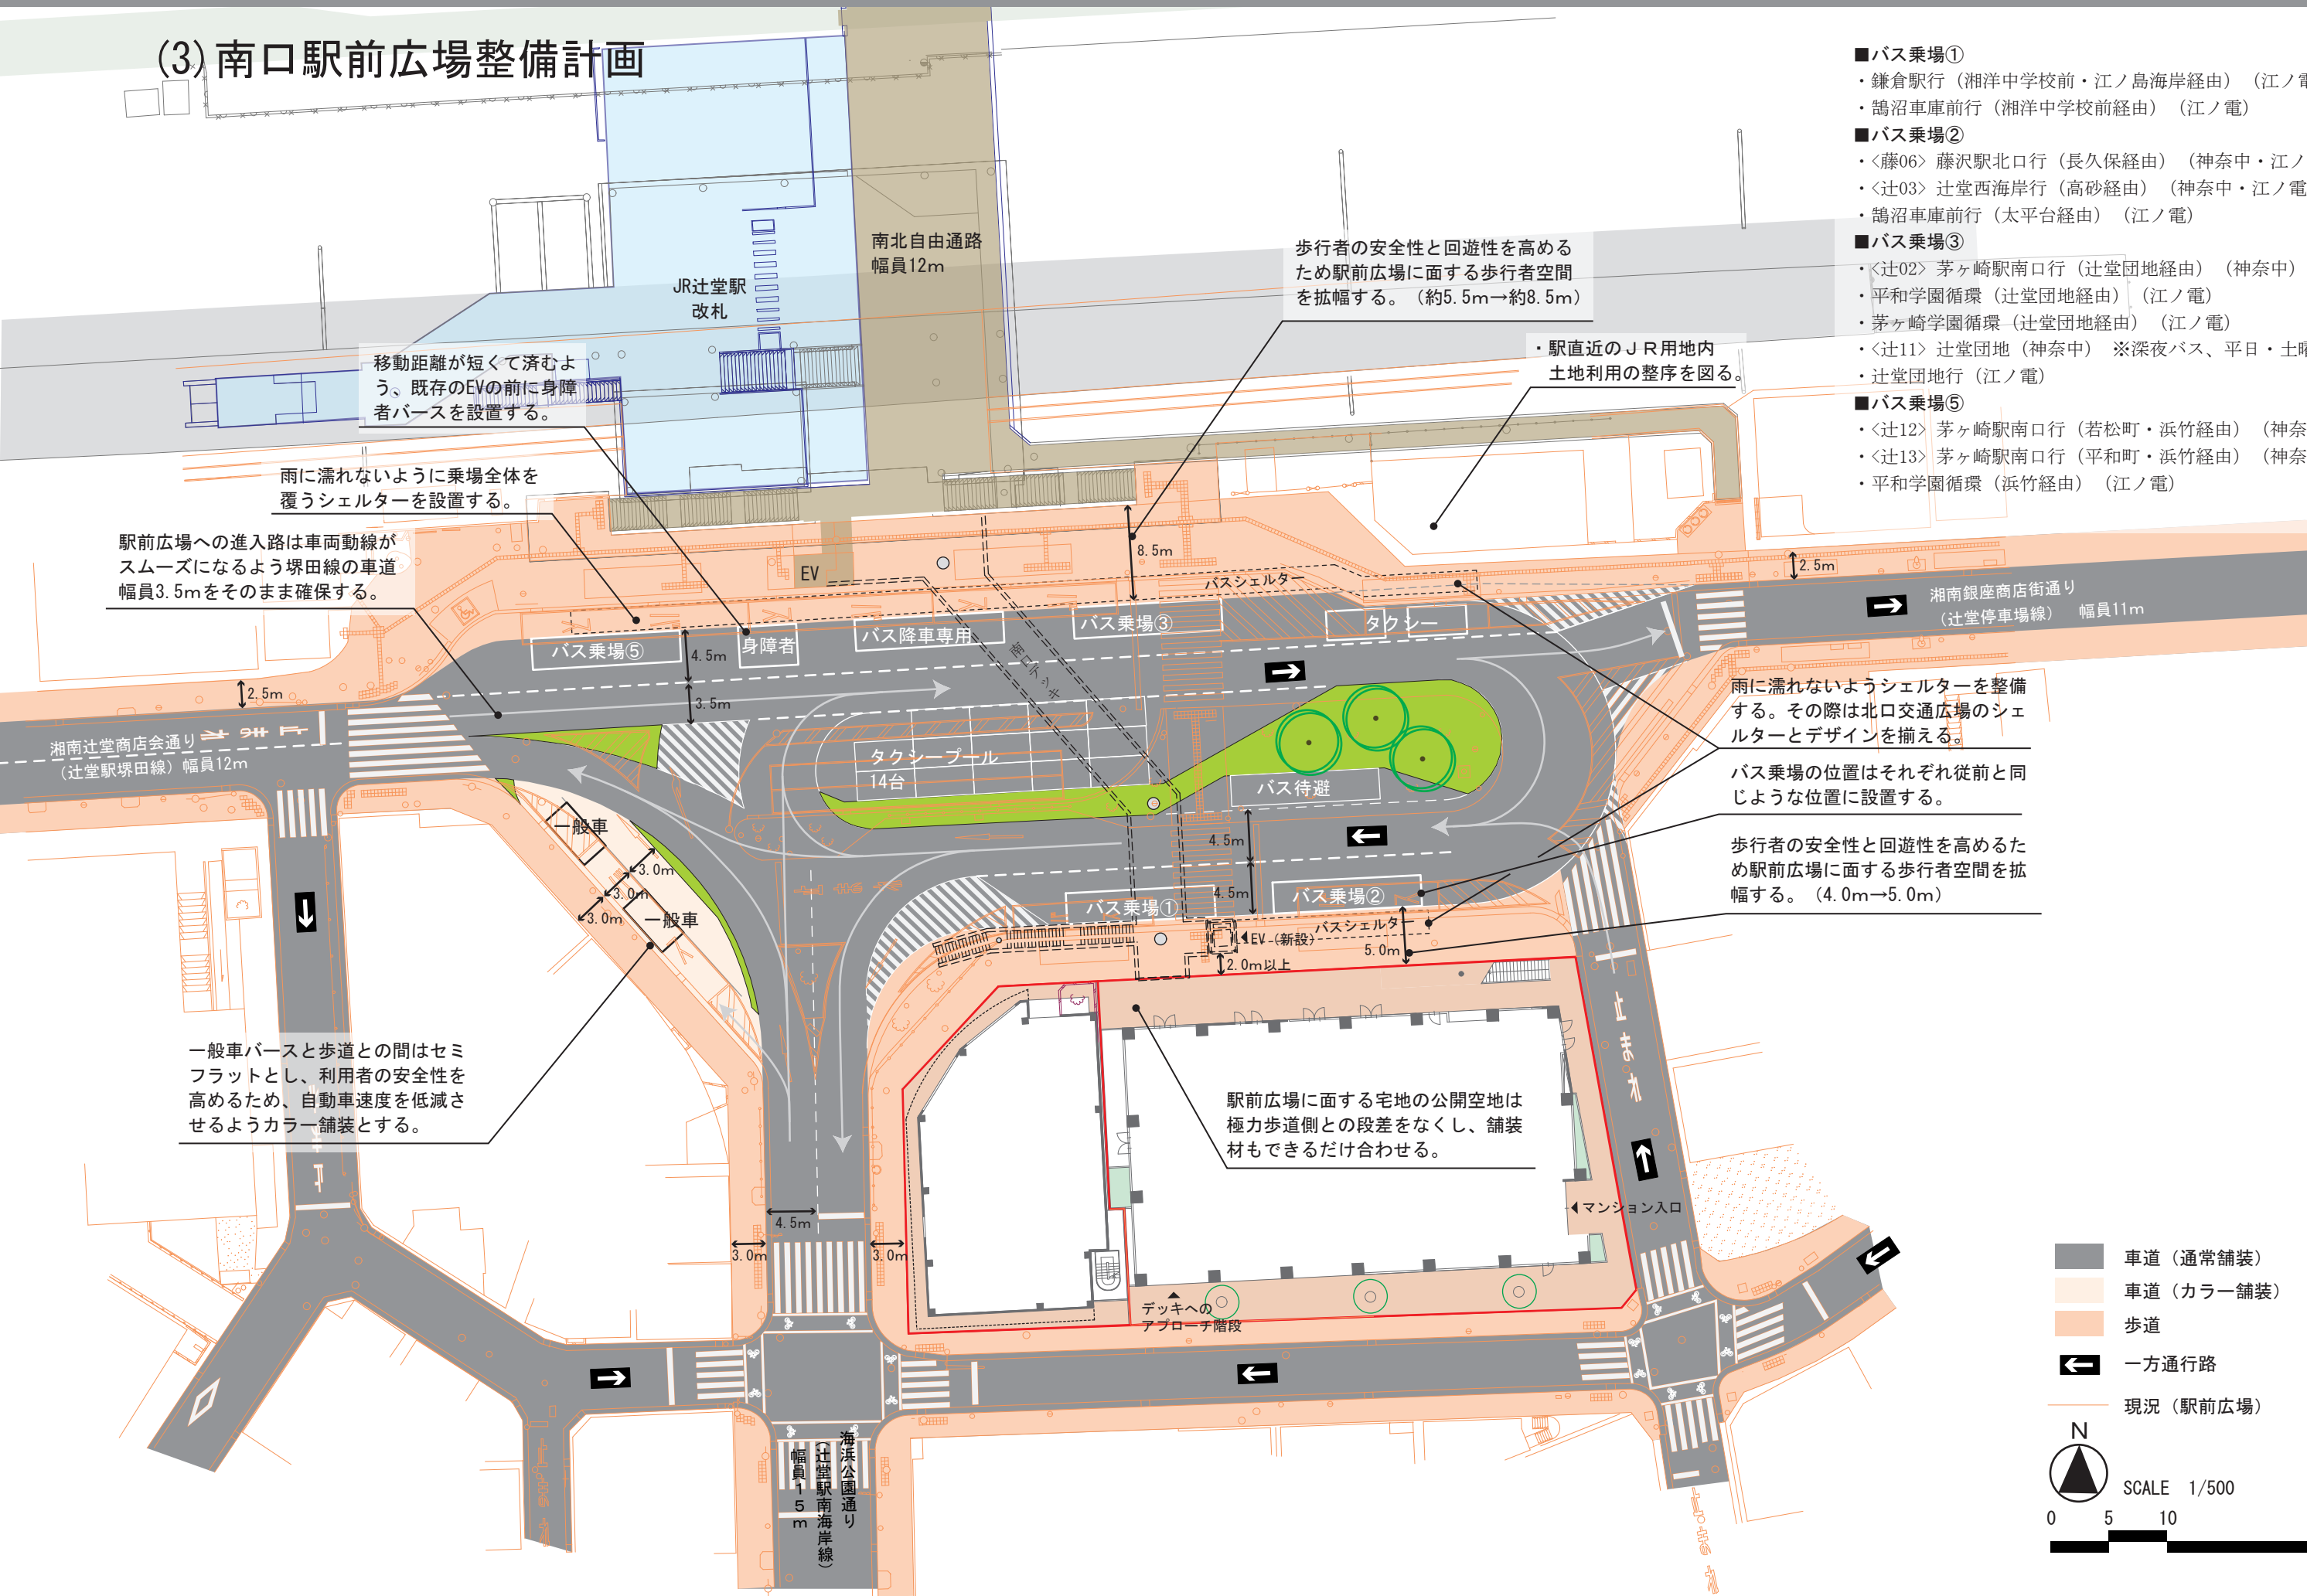 (3)南口駅前広場整備計画
■バス乗場①
・鎌倉駅行（湘洋中学校前・江ノ島海岸経由）（江ノ電
・鵠沼車庫前行（湘洋中学校前経由）（江ノ電）
■バス乗場②
・<藤06> 藤沢駅北口行（長久保経由）（神奈中・江ノ
・<辻03> 辻堂西海岸行（高砂経由）（神奈中・江ノ電
・鵠沼車庫前行（太平台経由）（江ノ電）
■バス乗場③
・<辻02> 茅ヶ崎駅南口行（辻堂団地経由）（神奈中）
・平和学園循環（辻堂団地経由）（江ノ電）
・茅ヶ崎学園循環（辻堂団地経由）（江ノ電）
・<辻11> 辻堂団地（神奈中） ※深夜バス、平日・土曜
・辻堂団地行（江ノ電）
■バス乗場⑤
・<辻12> 茅ヶ崎駅南口行（若松町・浜竹経由）（神奈
・<辻13> 茅ヶ崎駅南口行（平和町・浜竹経由）（神奈
・平和学園循環（浜竹経由）（江ノ電）
南北自由通路
幅員12m
JR辻堂駅
改札
歩行者の安全性と回遊性を高める
ため駅前広場に面する歩行者空間
を拡幅する。（約5.5m→約8.5m）
・駅直近のＪＲ用地内
土地利用の整序を図る。
移動距離が短くて済むよ
う、既存のEVの前に身障
者バースを設置する。
雨に濡れないように乗場全体を
覆うシェルターを設置する。
駅前広場への進入路は車両動線が
スムーズになるよう堺田線の車道
幅員3.5mをそのまま確保する。
EV
8.5m
バスシェルター
2.5m
湘南銀座商店街通り
（辻堂停車場線） 幅員11m
バス乗場⑤
身障者
バス降車専用
バス乗場③
タクシー
4.5m
3.5m
2.5m
南口デッキ
湘南辻堂商店会通り
（辻堂駅堺田線）幅員12m
タクシープール
14台
バス待避
雨に濡れないようシェルターを整備
する。その際は北口交通広場のシェ
ルターとデザインを揃える。
バス乗場の位置はそれぞれ従前と同
じような位置に設置する。
歩行者の安全性と回遊性を高めるた
め駅前広場に面する歩行者空間を拡
幅する。（4.0m→5.0m）
一般車
3.0m
3.0m
3.0m
一般車
4.5m
4.5m
バス乗場①
バス乗場②
EV（新設）
バスシェルター
5.0m
2.0m以上
止まれ
一般車バースと歩道との間はセミ
フラットとし、利用者の安全性を
高めるため、自動車速度を低減さ
せるようカラー舗装とする。
駅前広場に面する宅地の公開空地は
極力歩道側との段差をなくし、舗装
材もできるだけ合わせる。
マンション入口
4.5m
3.0m
3.0m
デッキへの
アプローチ階段
海浜公園通り
（辻堂駅南海岸線）
幅員１５ｍ
車道（通常舗装）
車道（カラー舗装）
歩道
一方通行路
現況（駅前広場）
N
SCALE 1/500
0 5 10